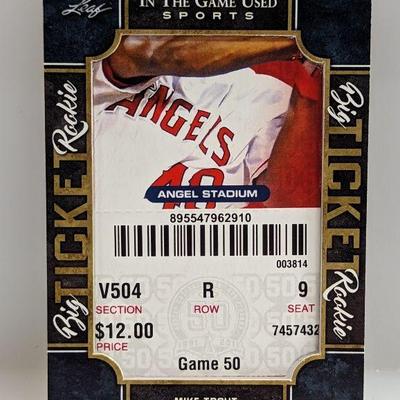 Leaf
IN THE GAME USED
SPORTS
Big TICKET Rookie
Big TICKET Rookie
ANGELS
ANGEL STADIUM
895547962910
003814
V504 R 9
SECTION ROW SEAT
$12.00 7457432
PRICE
Game 50
MIKE TROUT